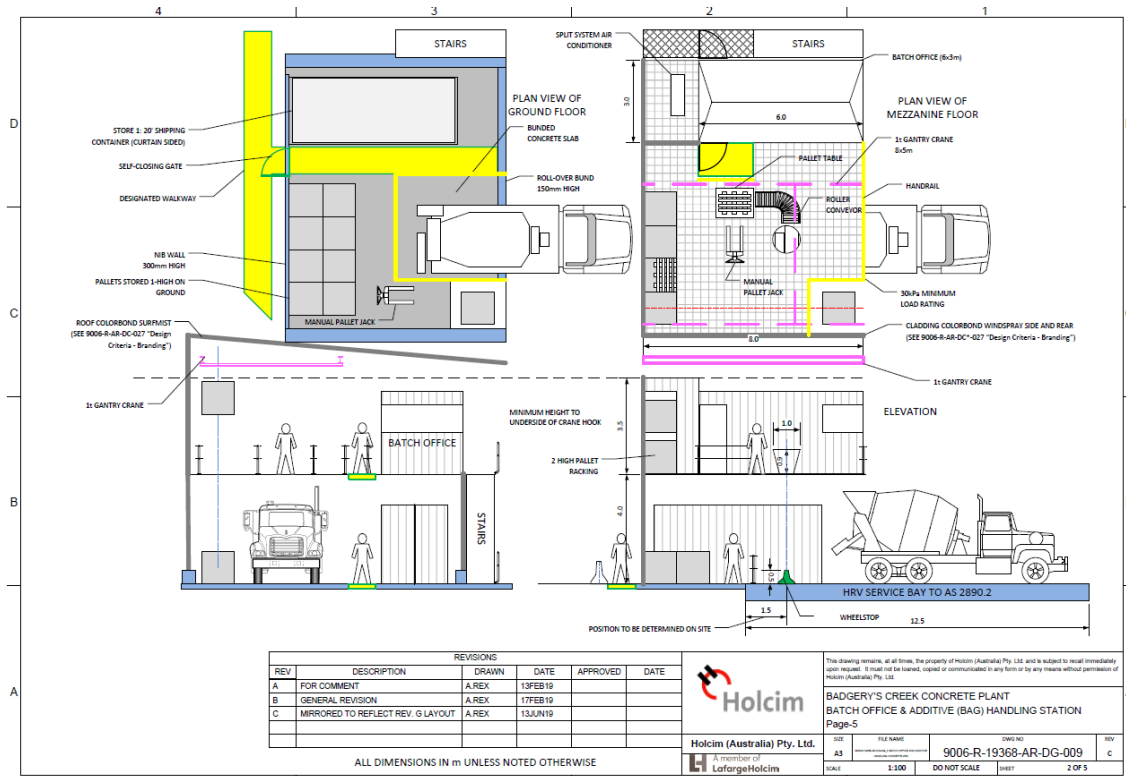 4
3
2
1
D
C
B
A
STAIRS
PLAN VIEW OF
GROUND FLOOR
STORE 1: 20' SHIPPING
CONTAINER (CURTAIN SIDED)
SELF-CLOSING GATE
DESIGNATED WALKWAY
BUNDED
CONCRETE SLAB
ROLL-OVER BUND
150mm HIGH
NIB WALL
300mm HIGH
PALLETS STORED 1-HIGH ON
GROUND
MANUAL PALLET JACK
SPLIT SYSTEM AIR
CONDITIONER
STAIRS
BATCH OFFICE (6x3m)
PLAN VIEW OF
MEZZANINE FLOOR
3.0
6.0
1t GANTRY CRANE
8x5m
PALLET TABLE
HANDRAIL
ROLLER
CONVEYOR
MANUAL
PALLET JACK
30kPa MINIMUM
LOAD RATING
CLADDING COLORBOND WINDSPRAY SIDE AND REAR
(SEE 9006-R-AR-DC*-027 "Design Criteria - Branding")
8.0
ROOF COLORBOND SURFMIST
(SEE 9006-R-AR-DC-027 "Design
Criteria - Branding")
1t GANTRY CRANE
BATCH OFFICE
STAIRS
1t GANTRY CRANE
ELEVATION
MINIMUM HEIGHT TO
UNDERSIDE OF CRANE HOOK
3.5
1.0
0.9
2 HIGH PALLET
RACKING
4.0
0.5
HRV SERVICE BAY TO AS 2890.2
1.5
WHEELSTOP
12.5
POSITION TO BE DETERMINED ON SITE
REVISIONS
REV DESCRIPTION DRAWN DATE APPROVED DATE
A FOR COMMENT A.REX 13FEB19
B GENERAL REVISION A.REX 17FEB19
C MIRRORED TO REFLECT REV. G LAYOUT A.REX 13JUN19
ALL DIMENSIONS IN m UNLESS NOTED OTHERWISE
Holcim
Holcim (Australia) Pty. Ltd.
A member of
LafargeHolcim
This drawing remains, at all times, the property of Holcim (Australia) Pty. Ltd. and is subject to recall immediately
upon request. It must not be loaned, copied or communicated in any form or by any means without permission of
Holcim (Australia) Pty. Ltd.
BADGERY'S CREEK CONCRETE PLANT
BATCH OFFICE & ADDITIVE (BAG) HANDLING STATION
Page-5
SIZE FILE NAME DWG NO REV
A3 9006-R-19368-AR-DG-009 C
SCALE 1:100 DO NOT SCALE SHEET 2 OF 5